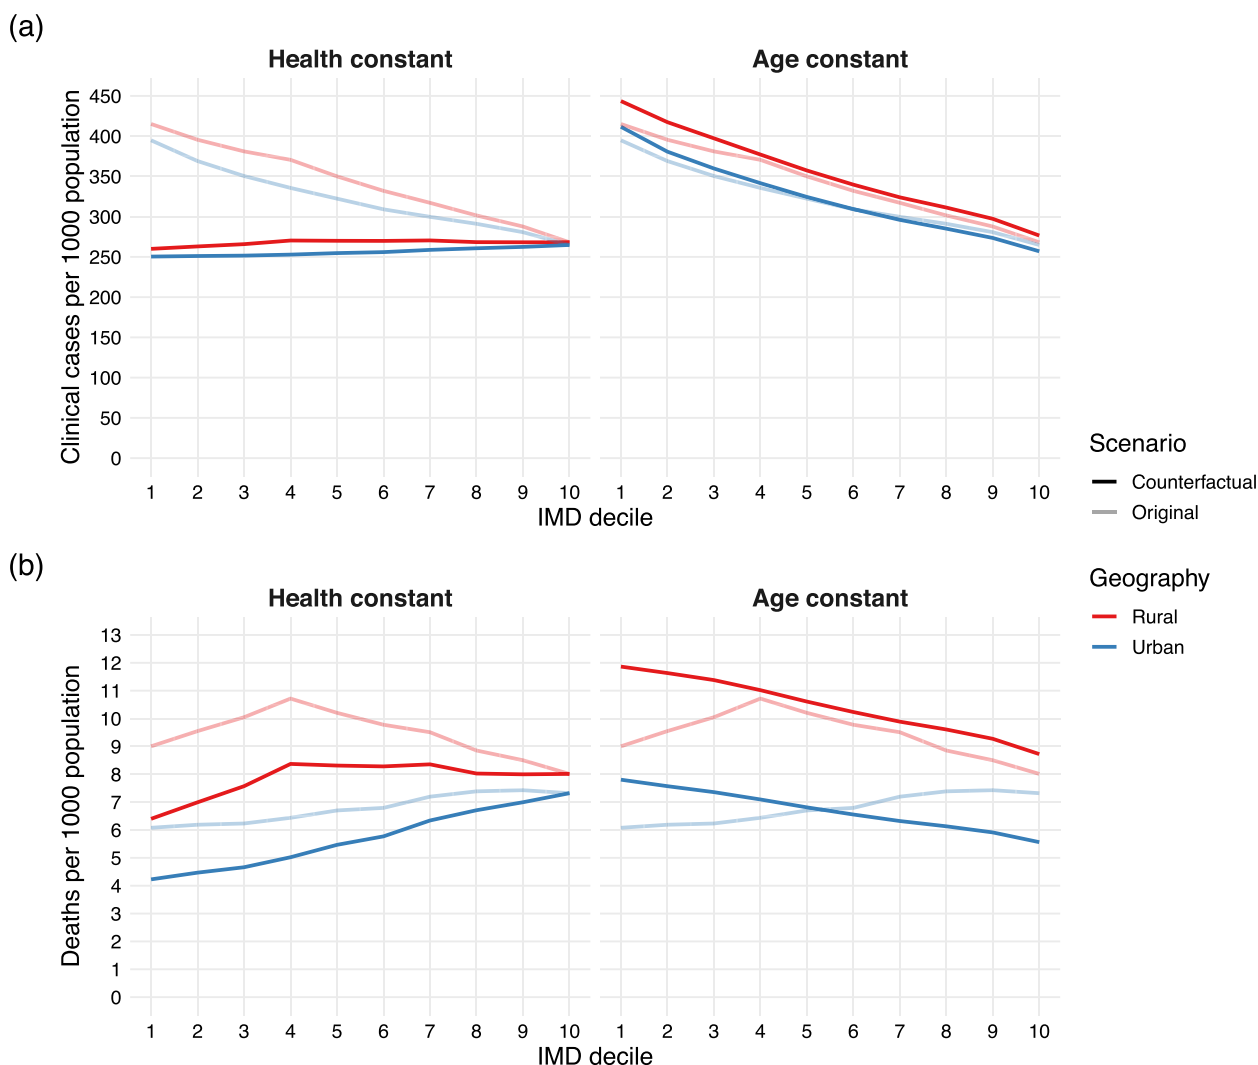 (a)
Health constant
Age constant
Clinical cases per 1000 population
450
400
350
300
250
200
150
100
50
0
1 2 3 4 5 6 7 8 9 10
1 2 3 4 5 6 7 8 9 10
IMD decile
IMD decile
Scenario
Counterfactual
Original
Geography
Rural
Urban
(b)
Health constant
Age constant
Deaths per 1000 population
13
12
11
10
9
8
7
6
5
4
3
2
1
0
1 2 3 4 5 6 7 8 9 10
1 2 3 4 5 6 7 8 9 10
IMD decile
IMD decile